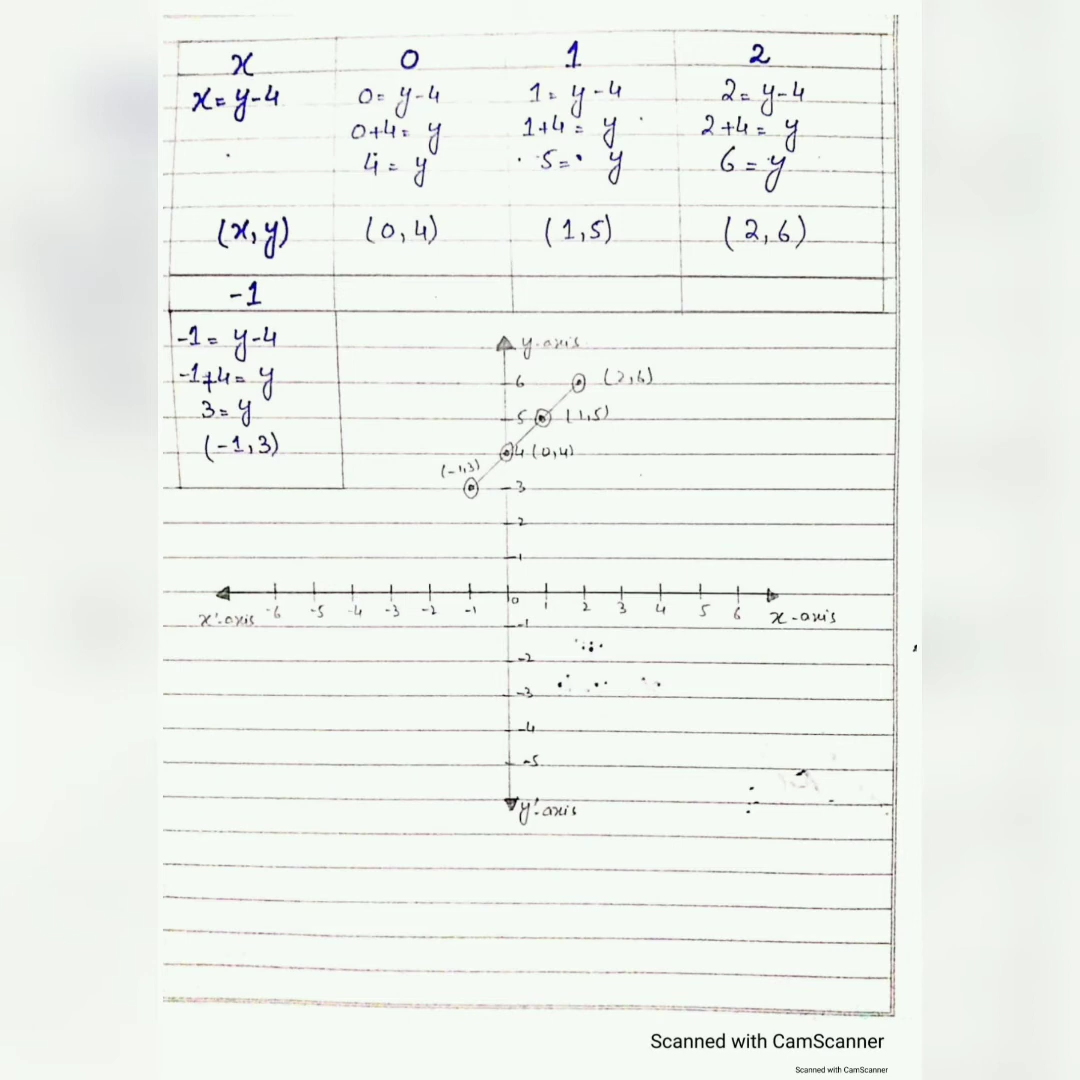 x 0 1 2
x = y-4 0 = y-4 1 = y-4 2 = y-4
0+4 = y 1+4 = y 2+4 = y
4 = y 5 = y 6 = y
(x, y) (0, 4) (1, 5) (2, 6)
-1
-1 = y-4
-1+4 = y
3 = y
(-1, 3)
y-axis
6 (2,6)
5 (1,5)
4 (0,4)
(-1,3)
3
2
1
-6 -5 -4 -3 -2 -1 0 1 2 3 4 5 6
x'-axis x-axis
-1
-2
-3
-4
-5
y'-axis
Scanned with CamScanner
Scanned with CamScanner